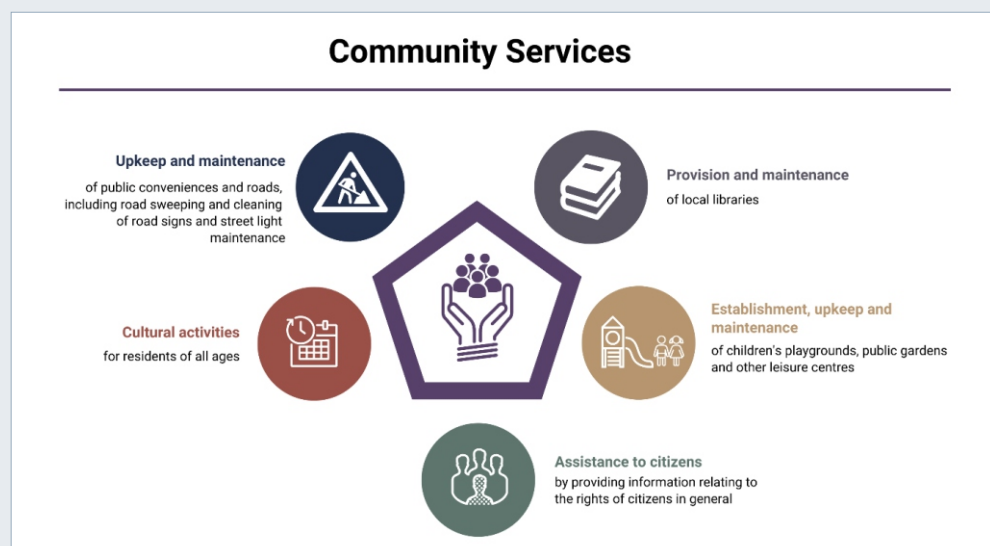 Community Services
Upkeep and maintenance
of public conveniences and roads,
including road sweeping and cleaning
of road signs and street light
maintenance
Provision and maintenance
of local libraries
Cultural activities
for residents of all ages
Establishment, upkeep and
maintenance
of children's playgrounds, public gardens
and other leisure centres
Assistance to citizens
by providing information relating to
the rights of citizens in general